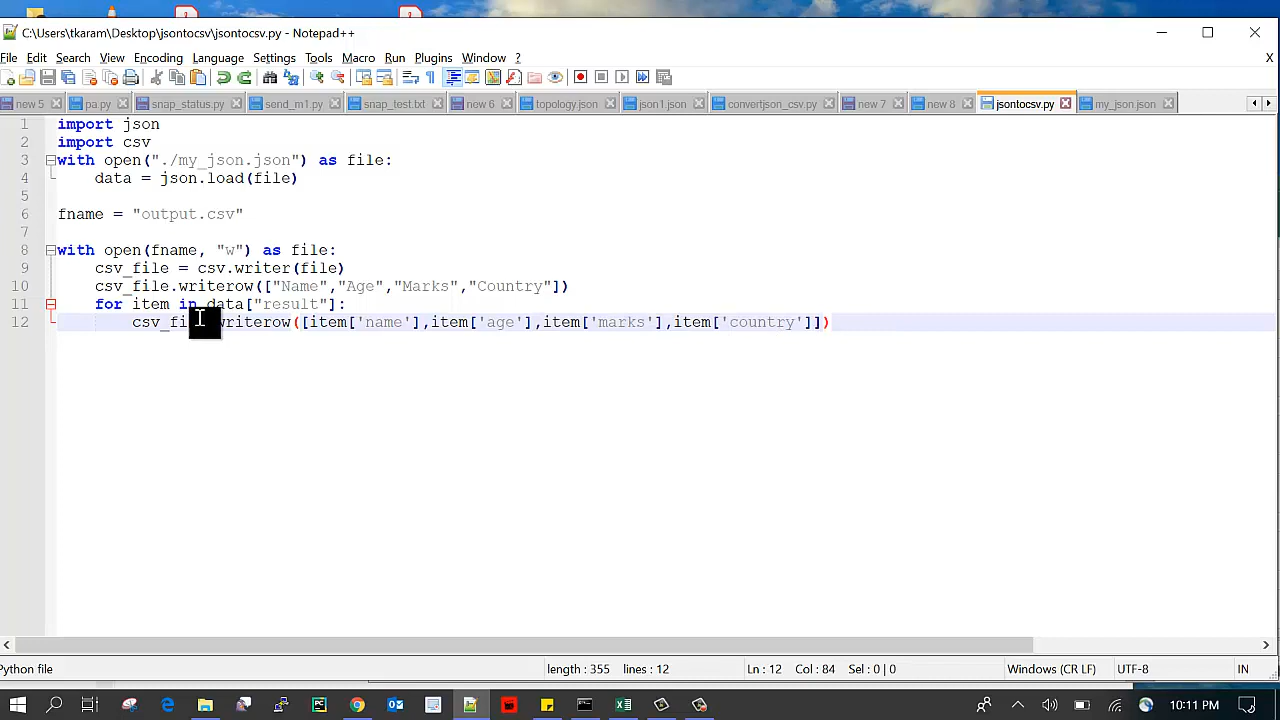 C:\Users\tkaram\Desktop\jsontocsv\jsontocsv.py - Notepad++
File Edit Search View Encoding Language Settings Tools Macro Run Plugins Window ? X
new 5 pa.py snap_status.py send_m1.py snap_test.txt new 6 topology.json json1.json convertjson_csv.py new 7 new 8 jsontocsv.py my_json.json
1 import json
2 import csv
3 with open("./my_json.json") as file:
4 data = json.load(file)
5
6 fname = "output.csv"
7
8 with open(fname, "w") as file:
9 csv_file = csv.writer(file)
10 csv_file.writerow(["Name","Age","Marks","Country"])
11 for item in data["result"]:
12 csv_fi writerow([item['name'],item['age'],item['marks'],item['country']])
Python file length : 355 lines : 12 Ln : 12 Col : 84 Sel : 0 | 0 Windows (CR LF) UTF-8 IN
10:11 PM